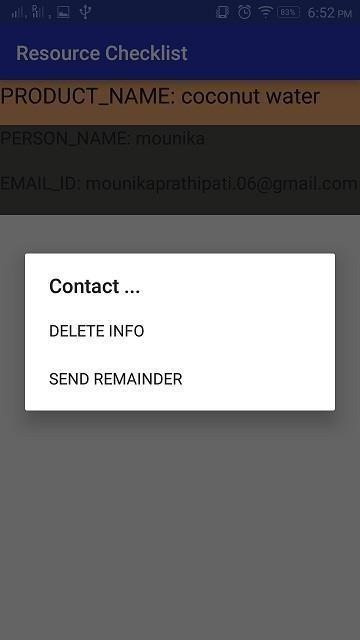 83% 6:52 PM
Resource Checklist
PRODUCT_NAME: coconut water
PERSON_NAME: mounika
EMAIL_ID: mounikaprathipati.06@gmail.com
Contact ...
DELETE INFO
SEND REMAINDER